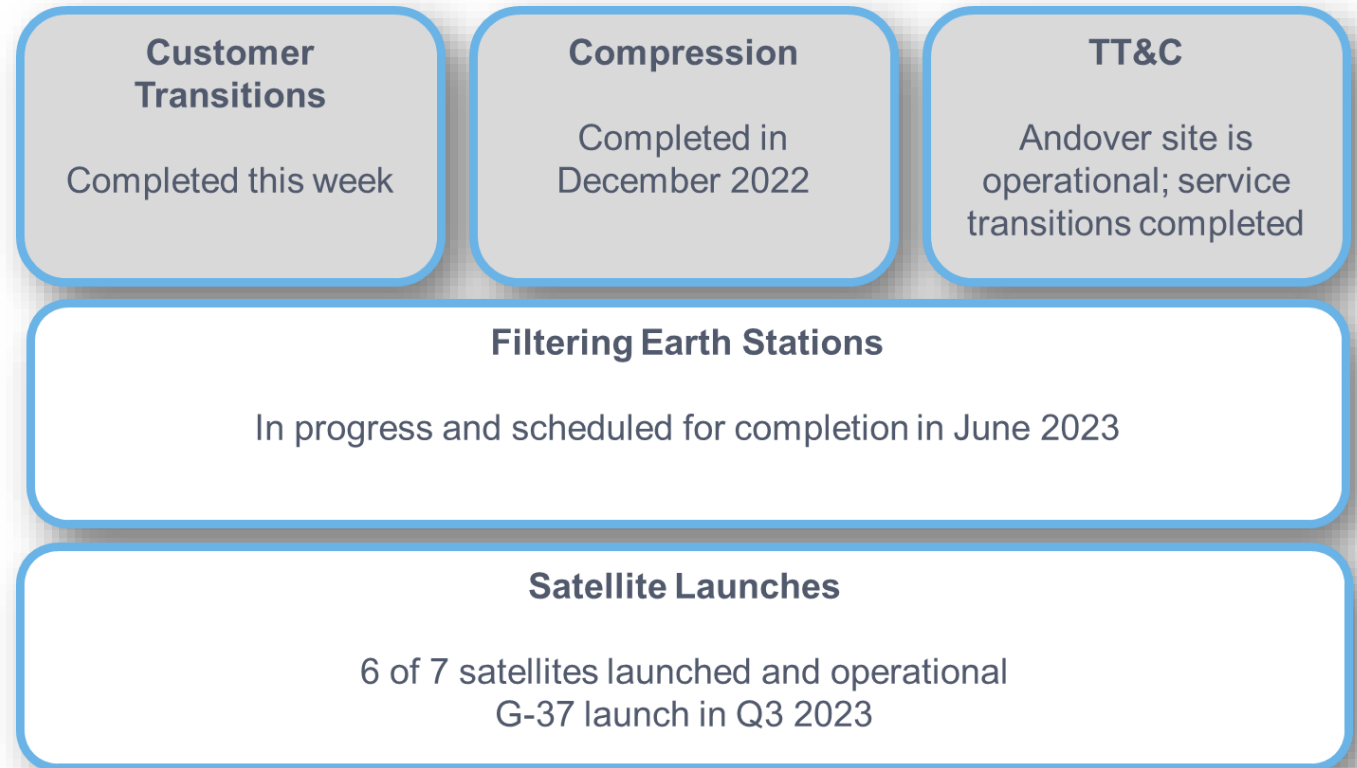 Customer
Transitions
Completed this week
Compression
Completed in
December 2022
TT&C
Andover site is
operational; service
transitions completed
Filtering Earth Stations
In progress and scheduled for completion in June 2023
Satellite Launches
6 of 7 satellites launched and operational
G-37 launch in Q3 2023